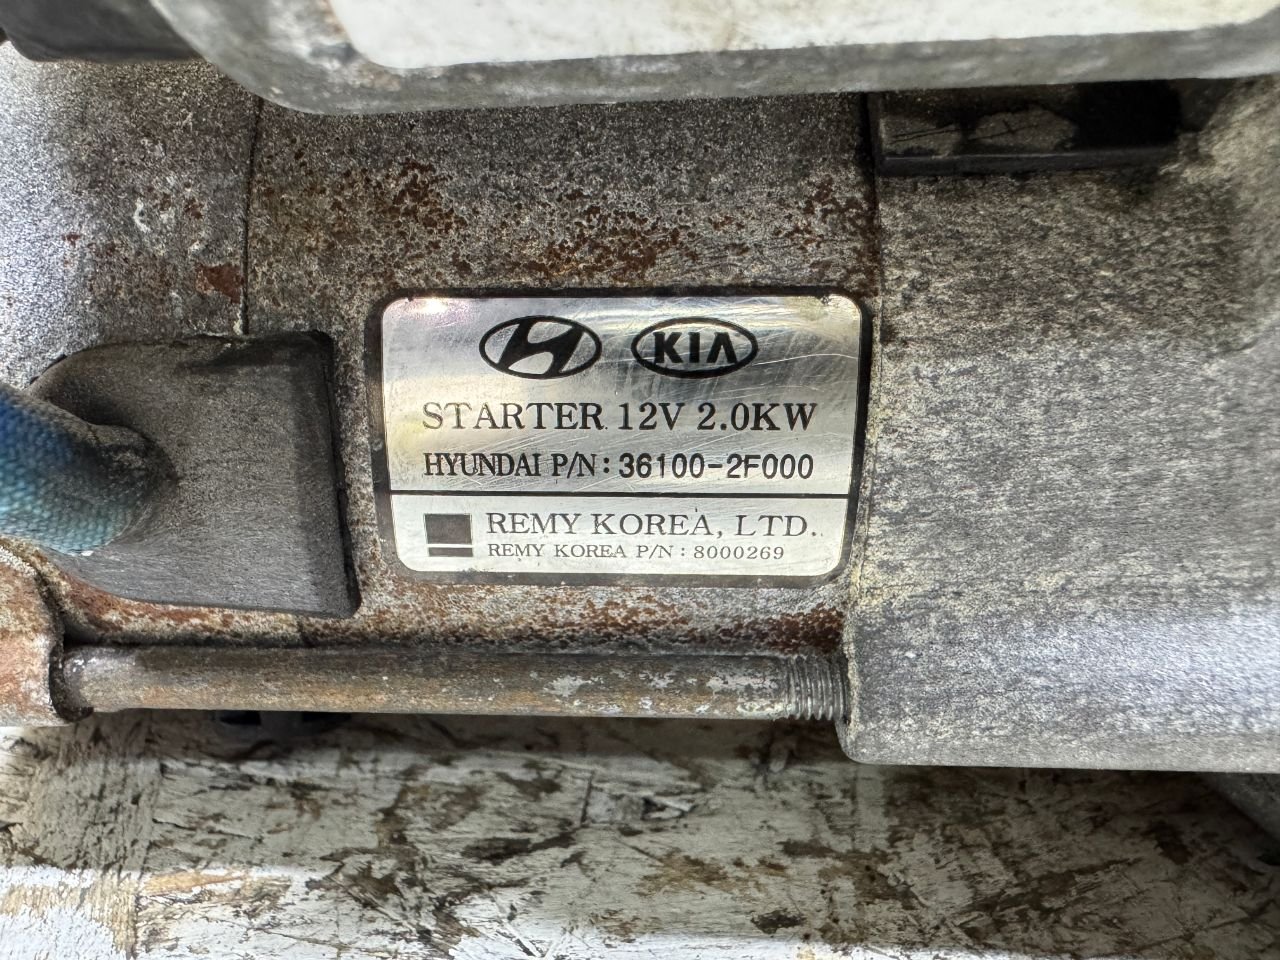 KIA
STARTER 12V 2.0KW
HYUNDAI P/N: 36100-2F000
REMY KOREA, LTD.
REMY KOREA P/N : 8000269